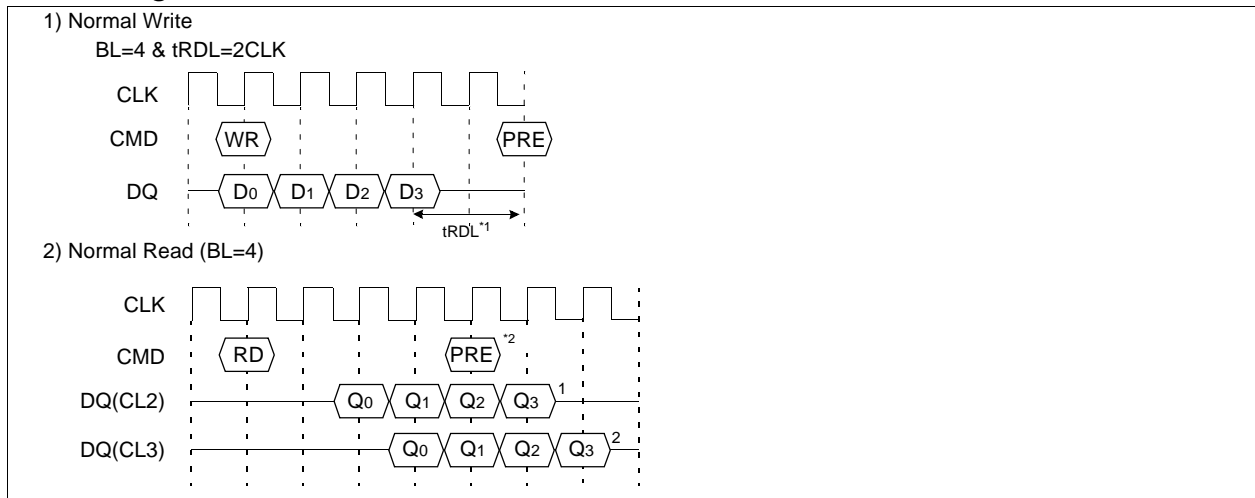 1) Normal Write
BL=4 & tRDL=2CLK
CLK
CMD WR PRE
DQ D0 D1 D2 D3
tRDL*1
2) Normal Read (BL=4)
CLK
CMD RD PRE *2
DQ(CL2) Q0 Q1 Q2 Q3 1
DQ(CL3) Q0 Q1 Q2 Q3 2